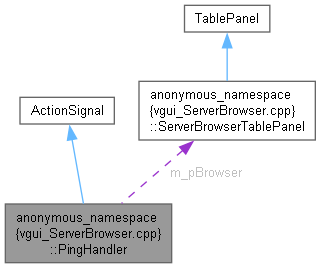 TablePanel
ActionSignal
anonymous_namespace
{vgui_ServerBrowser.cpp}
::ServerBrowserTablePanel
m_pBrowser
anonymous_namespace
{vgui_ServerBrowser.cpp}
::PingHandler